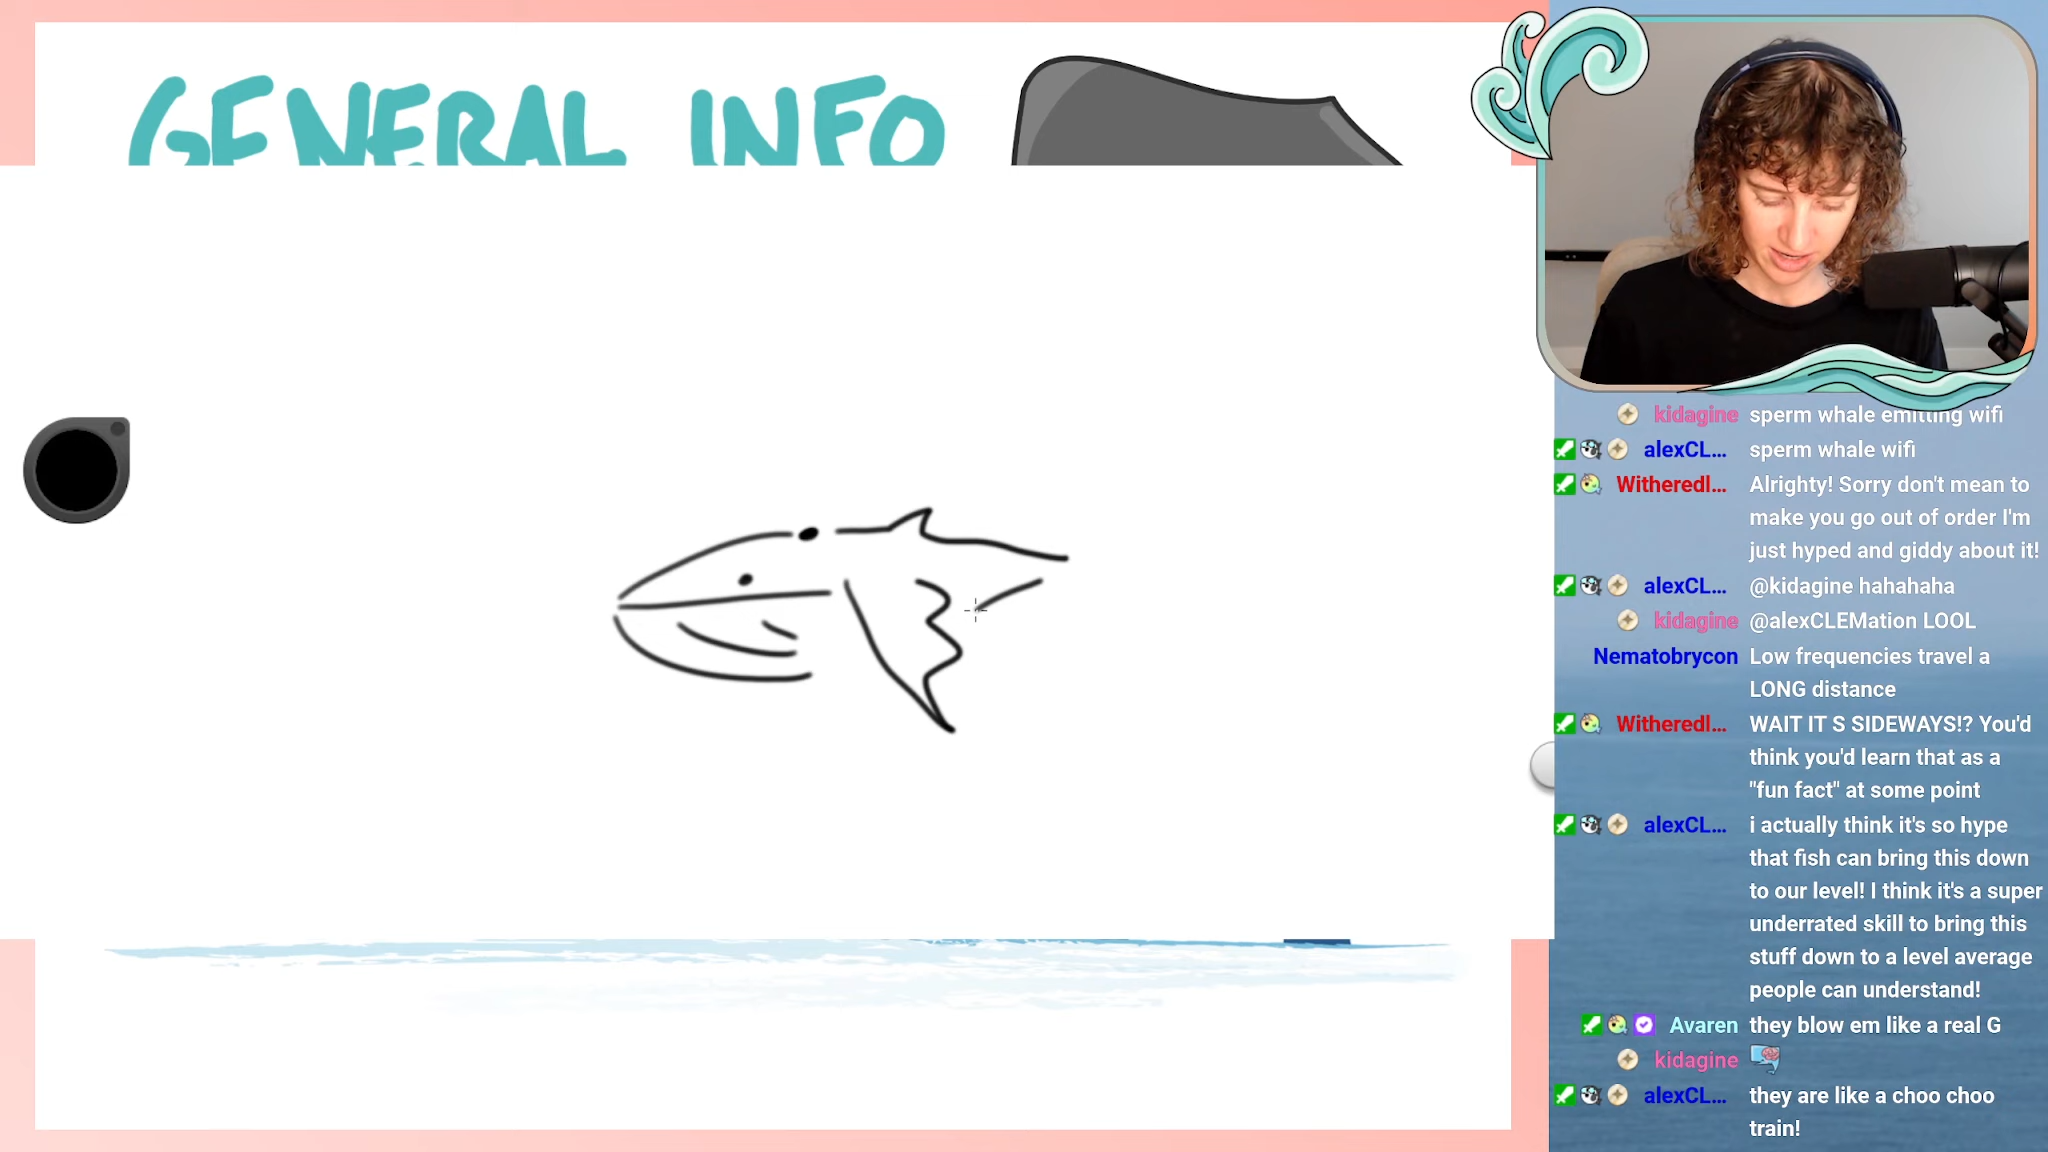 GENERAL INFO
kidagine sperm whale emitting wifi
alexCL... sperm whale wifi
Witheredl... Alrighty! Sorry don't mean to
make you go out of order I'm
just hyped and giddy about it!
alexCL... @kidagine hahahaha
kidagine @alexCLEMation LOOL
Nematobrycon Low frequencies travel a
LONG distance
Witheredl... WAIT IT S SIDEWAYS!? You'd
think you'd learn that as a
"fun fact" at some point
alexCL... i actually think it's so hype
that fish can bring this down
to our level! I think it's a super
underrated skill to bring this
stuff down to a level average
people can understand!
Avaren they blow em like a real G
kidagine
alexCL... they are like a choo choo
train!